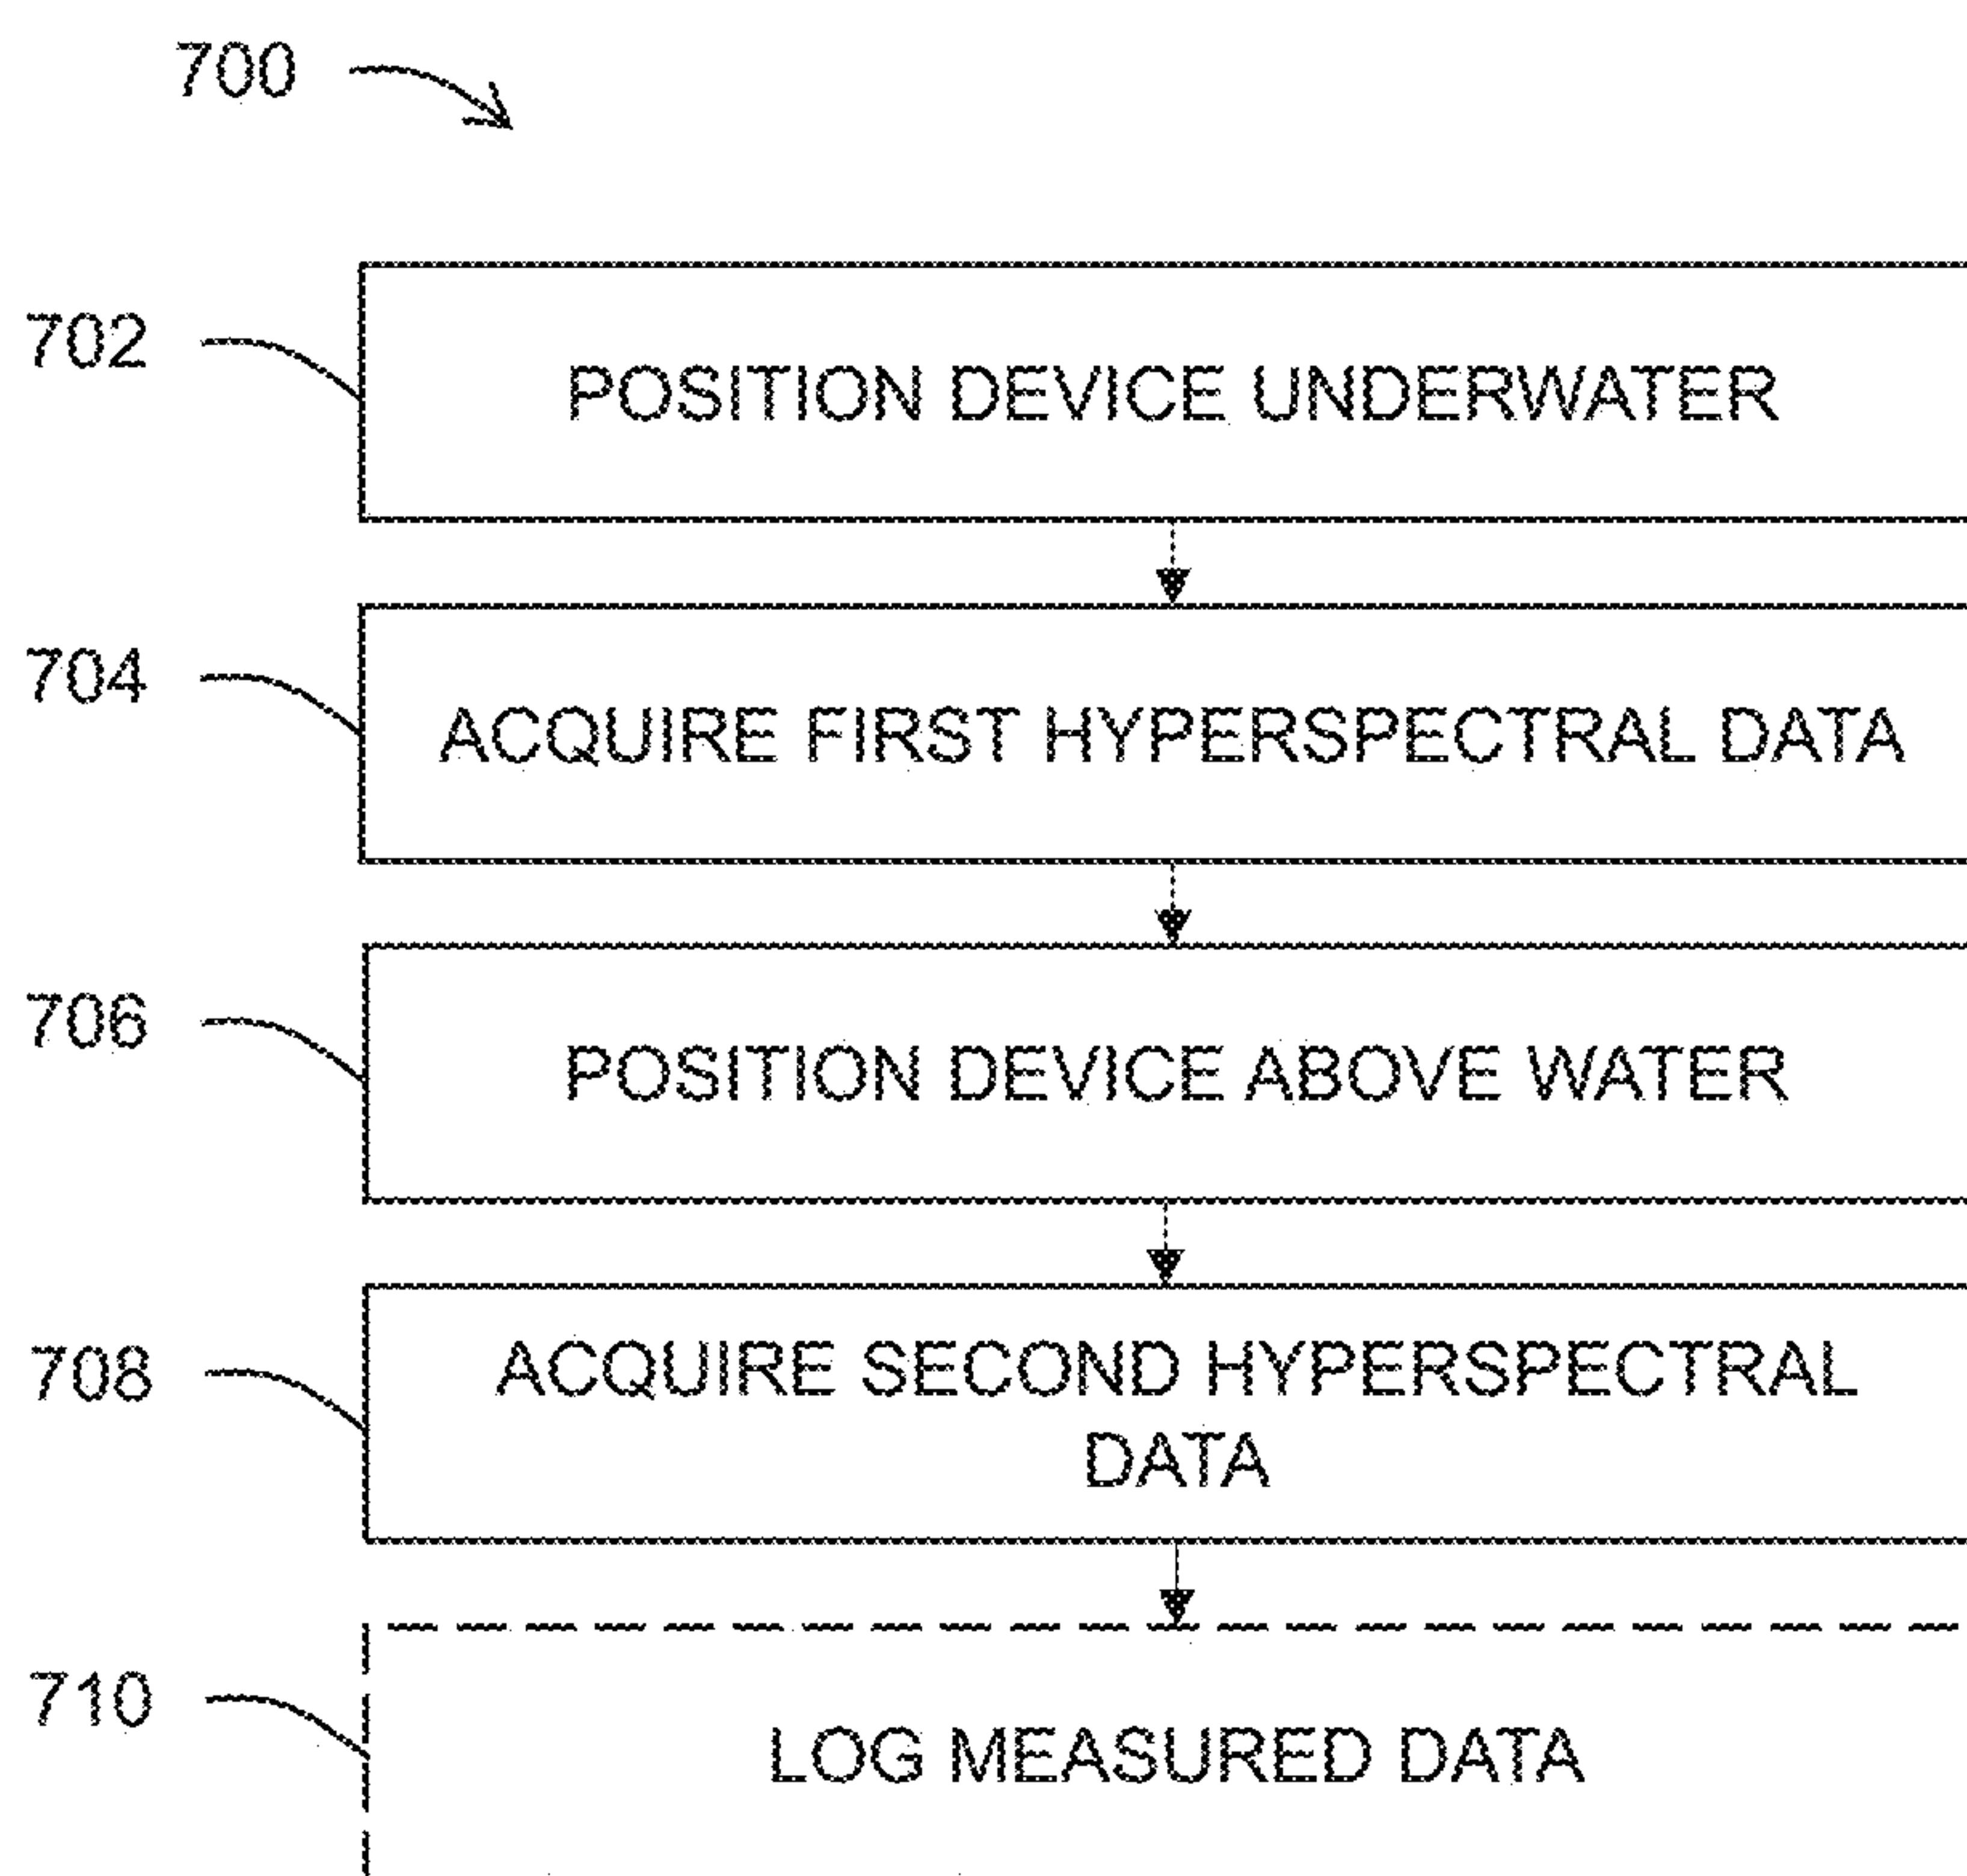 700
702
POSITION DEVICE UNDERWATER
704
ACQUIRE FIRST HYPERSPECTRAL DATA
706
POSITION DEVICE ABOVE WATER
708
ACQUIRE SECOND HYPERSPECTRAL
DATA
710
LOG MEASURED DATA